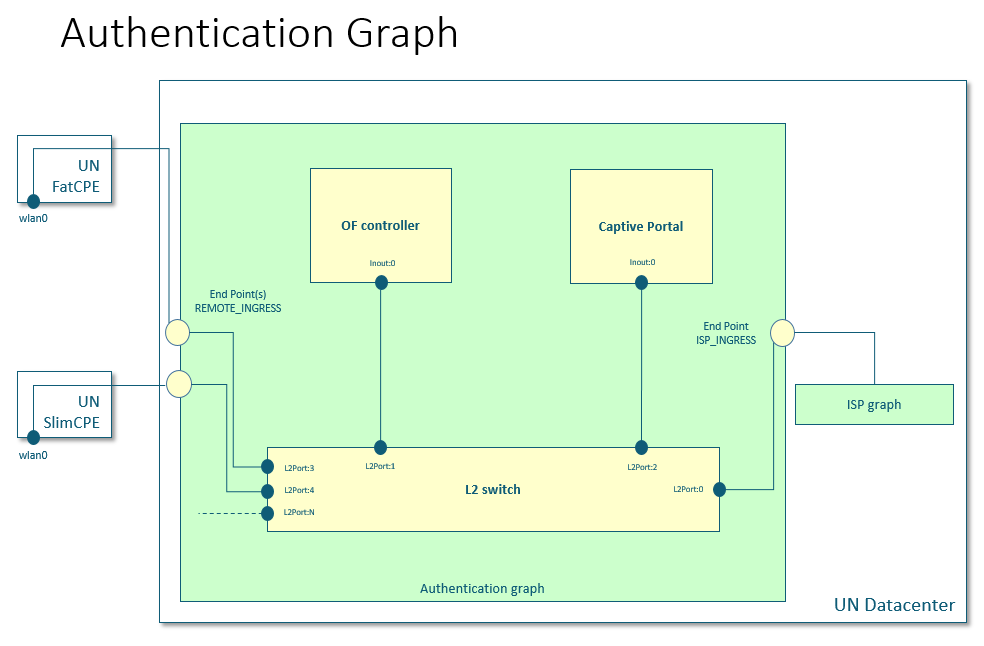 Authentication Graph
UN
FatCPE
wlan0
OF controller
Inout:0
Captive Portal
Inout:0
End Point(s)
REMOTE_INGRESS
End Point
ISP_INGRESS
UN
SlimCPE
wlan0
ISP graph
L2Port:1
L2Port:2
L2Port:3
L2Port:4
L2Port:N
L2 switch
L2Port:0
Authentication graph
UN Datacenter